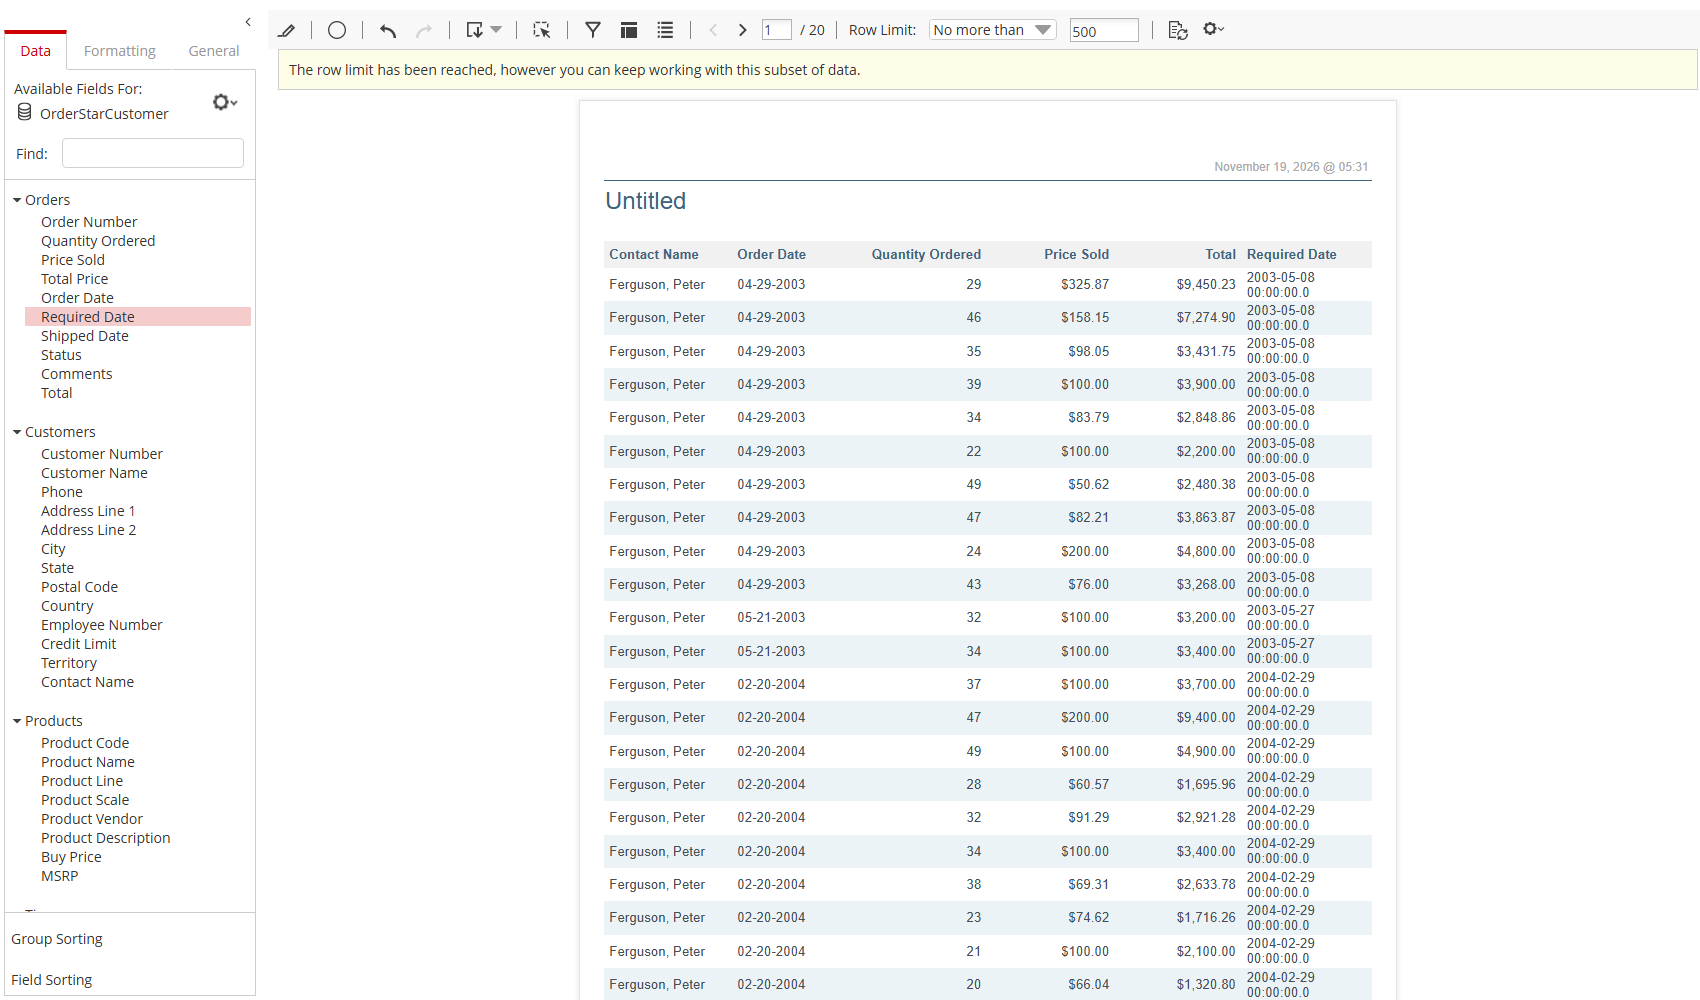 Data Formatting General
Available Fields For:
OrderStarCustomer
Find:
Orders
Order Number
Quantity Ordered
Price Sold
Total Price
Order Date
Required Date
Shipped Date
Status
Comments
Total
Customers
Customer Number
Customer Name
Phone
Address Line 1
Address Line 2
City
State
Postal Code
Country
Employee Number
Credit Limit
Territory
Contact Name
Products
Product Code
Product Name
Product Line
Product Scale
Product Vendor
Product Description
Buy Price
MSRP
Group Sorting
Field Sorting
1 / 20 Row Limit: No more than 500
The row limit has been reached, however you can keep working with this subset of data.
November 19, 2026 @ 05:31
Untitled
Contact Name Order Date Quantity Ordered Price Sold Total Required Date
Ferguson, Peter 04-29-2003 29 $325.87 $9,450.23 2003-05-08 00:00:00.0
Ferguson, Peter 04-29-2003 46 $158.15 $7,274.90 2003-05-08 00:00:00.0
Ferguson, Peter 04-29-2003 35 $98.05 $3,431.75 2003-05-08 00:00:00.0
Ferguson, Peter 04-29-2003 39 $100.00 $3,900.00 2003-05-08 00:00:00.0
Ferguson, Peter 04-29-2003 34 $83.79 $2,848.86 2003-05-08 00:00:00.0
Ferguson, Peter 04-29-2003 22 $100.00 $2,200.00 2003-05-08 00:00:00.0
Ferguson, Peter 04-29-2003 49 $50.62 $2,480.38 2003-05-08 00:00:00.0
Ferguson, Peter 04-29-2003 47 $82.21 $3,863.87 2003-05-08 00:00:00.0
Ferguson, Peter 04-29-2003 24 $200.00 $4,800.00 2003-05-08 00:00:00.0
Ferguson, Peter 04-29-2003 43 $76.00 $3,268.00 2003-05-08 00:00:00.0
Ferguson, Peter 05-21-2003 32 $100.00 $3,200.00 2003-05-27 00:00:00.0
Ferguson, Peter 05-21-2003 34 $100.00 $3,400.00 2003-05-27 00:00:00.0
Ferguson, Peter 02-20-2004 37 $100.00 $3,700.00 2004-02-29 00:00:00.0
Ferguson, Peter 02-20-2004 47 $200.00 $9,400.00 2004-02-29 00:00:00.0
Ferguson, Peter 02-20-2004 49 $100.00 $4,900.00 2004-02-29 00:00:00.0
Ferguson, Peter 02-20-2004 28 $60.57 $1,695.96 2004-02-29 00:00:00.0
Ferguson, Peter 02-20-2004 32 $91.29 $2,921.28 2004-02-29 00:00:00.0
Ferguson, Peter 02-20-2004 34 $100.00 $3,400.00 2004-02-29 00:00:00.0
Ferguson, Peter 02-20-2004 38 $69.31 $2,633.78 2004-02-29 00:00:00.0
Ferguson, Peter 02-20-2004 23 $74.62 $1,716.26 2004-02-29 00:00:00.0
Ferguson, Peter 02-20-2004 21 $100.00 $2,100.00 2004-02-29 00:00:00.0
Ferguson, Peter 02-20-2004 20 $66.04 $1,320.80 2004-02-29 00:00:00.0